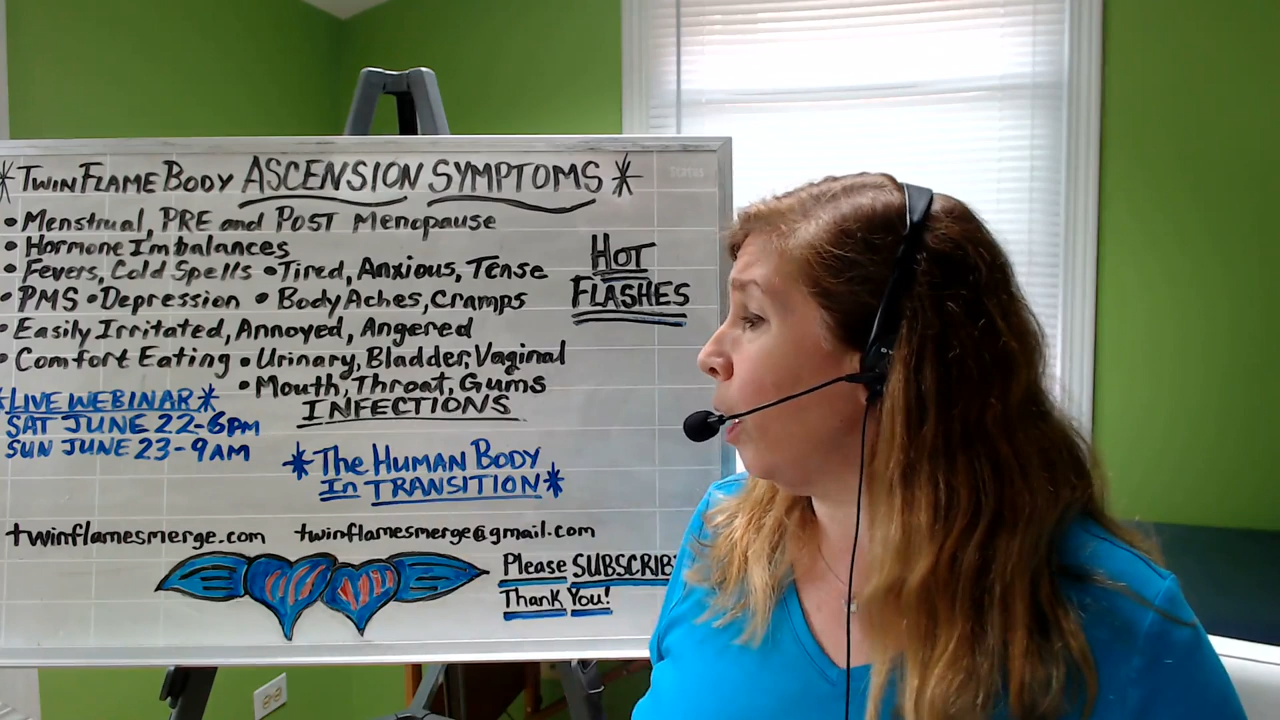 *TWIN FLAME BODY ASCENSION SYMPTOMS*
Status
• Menstrual, PRE and POST Menopause
• Hormone Imbalances
• Fevers, Cold Spells • Tired, Anxious, Tense
HOT
FLASHES
• PMS • Depression • Body Aches, Cramps
• Easily Irritated, Annoyed, Angered
• Comfort Eating • Urinary, Bladder, Vaginal
• Mouth, Throat, Gums
INFECTIONS
*LIVE WEBINAR*
SAT JUNE 22-6PM
SUN JUNE 23-9AM
*The HUMAN BODY
In TRANSITION*
twinflamesmerge.com twinflamesmerge@gmail.com
Please SUBSCRIB
Thank You!